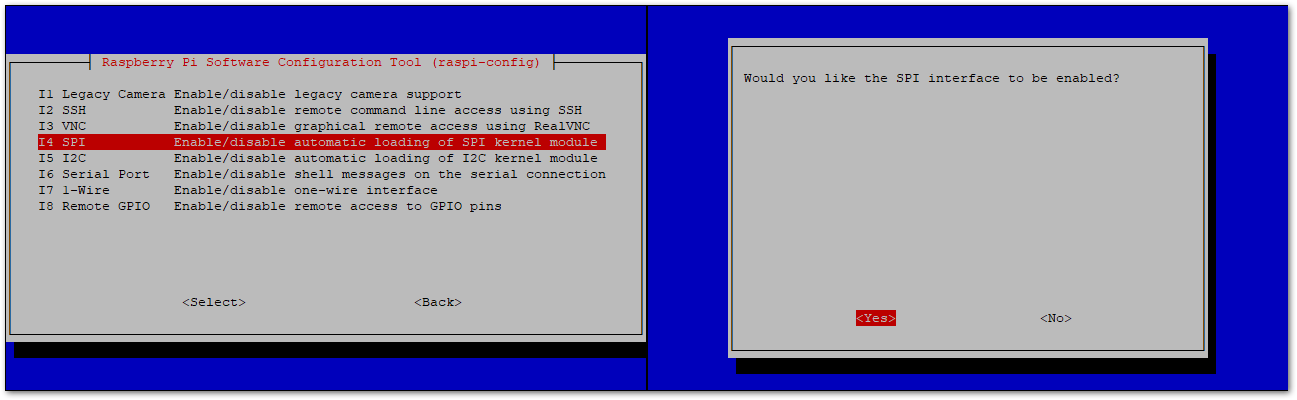 Raspberry Pi Software Configuration Tool (raspi-config)
I1 Legacy Camera Enable/disable legacy camera support
I2 SSH Enable/disable remote command line access using SSH
I3 VNC Enable/disable graphical remote access using RealVNC
I4 SPI Enable/disable automatic loading of SPI kernel module
I5 I2C Enable/disable automatic loading of I2C kernel module
I6 Serial Port Enable/disable shell messages on the serial connection
I7 1-Wire Enable/disable one-wire interface
I8 Remote GPIO Enable/disable remote access to GPIO pins
<Select> <Back>
Would you like the SPI interface to be enabled?
<Yes> <No>